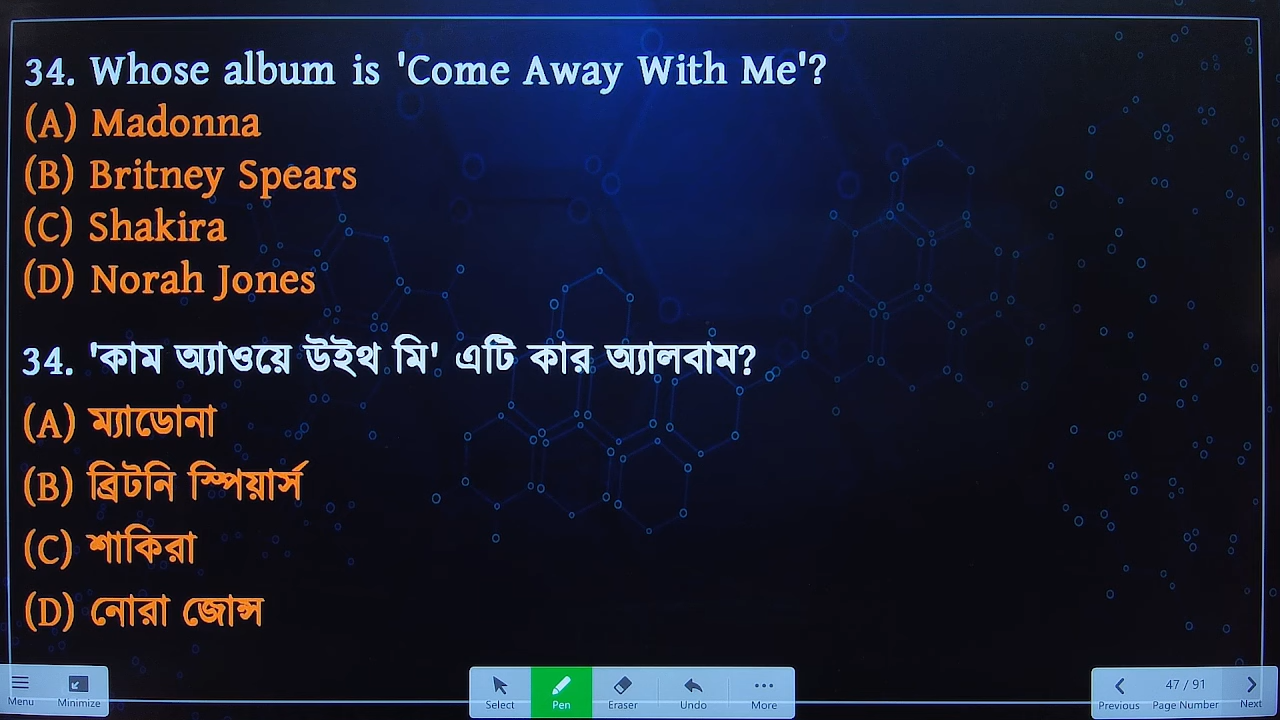 34. Whose album is 'Come Away With Me'?
(A) Madonna
(B) Britney Spears
(C) Shakira
(D) Norah Jones
34. 'কাম অ্যাওয়ে উইথ মি' এটি কার অ্যালবাম?
(A) ম্যাডোনা
(B) ব্রিটনি স্পিয়ার্স
(C) শাকিরা
(D) নোরা জোন্স
Menu Minimize Select Pen Eraser Undo More Previous 47 / 91 Page Number Next